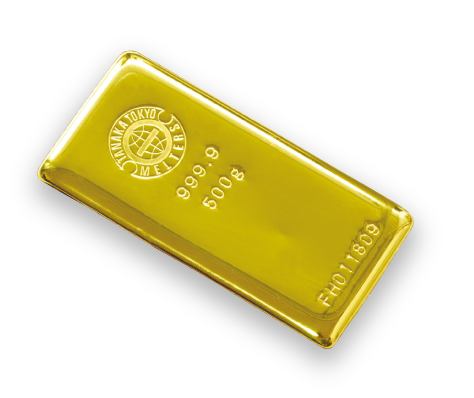 TANAKA TOKYO
MELTERS
999.9
500g
FH011809